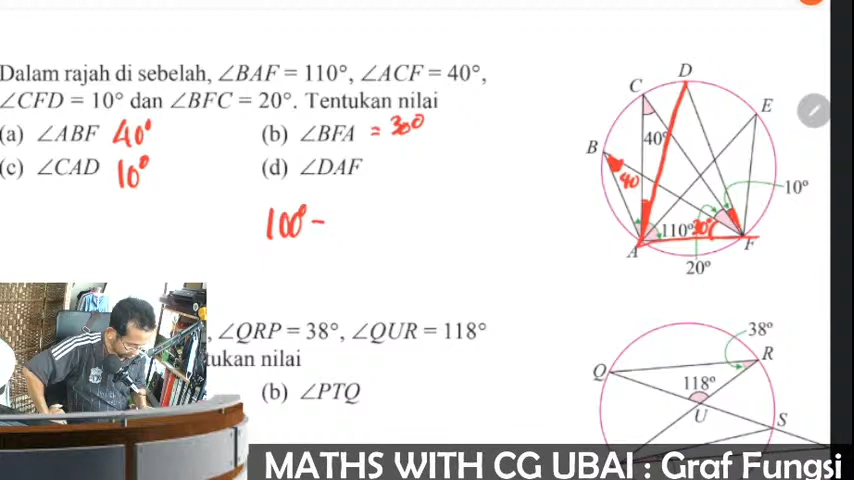 Dalam rajah di sebelah, ∠BAF = 110°, ∠ACF = 40°,
∠CFD = 10° dan ∠BFC = 20°. Tentukan nilai
(a) ∠ABF 40°
(b) ∠BFA = 30°
(c) ∠CAD 10°
(d) ∠DAF
100° –
C
D
E
B
40°
40
10°
110°
30°
A
F
20°
, ∠QRP = 38°, ∠QUR = 118°
tukan nilai
(b) ∠PTQ
38°
R
Q
118°
U
S
MATHS WITH CG UBAI : Graf Fungsi